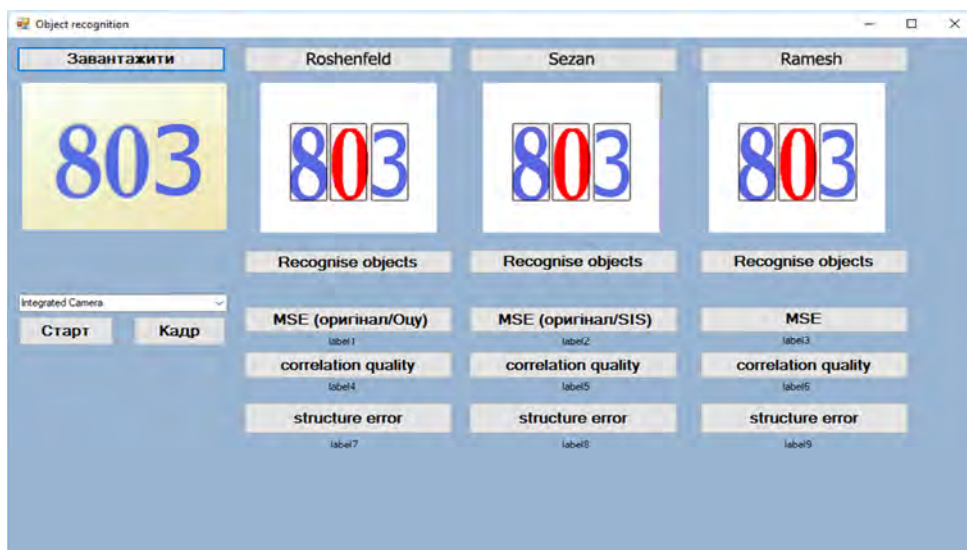 Object recognition
Завантажити Roshenfeld Sezan Ramesh
803 803 803 803
Recognise objects Recognise objects Recognise objects
Integrated Camera
Старт Кадр
MSE (оригінал/Оцу) MSE (оригінал/SIS) MSE
label1 label2 label3
correlation quality correlation quality correlation quality
label4 label5 label6
structure error structure error structure error
label7 label8 label9